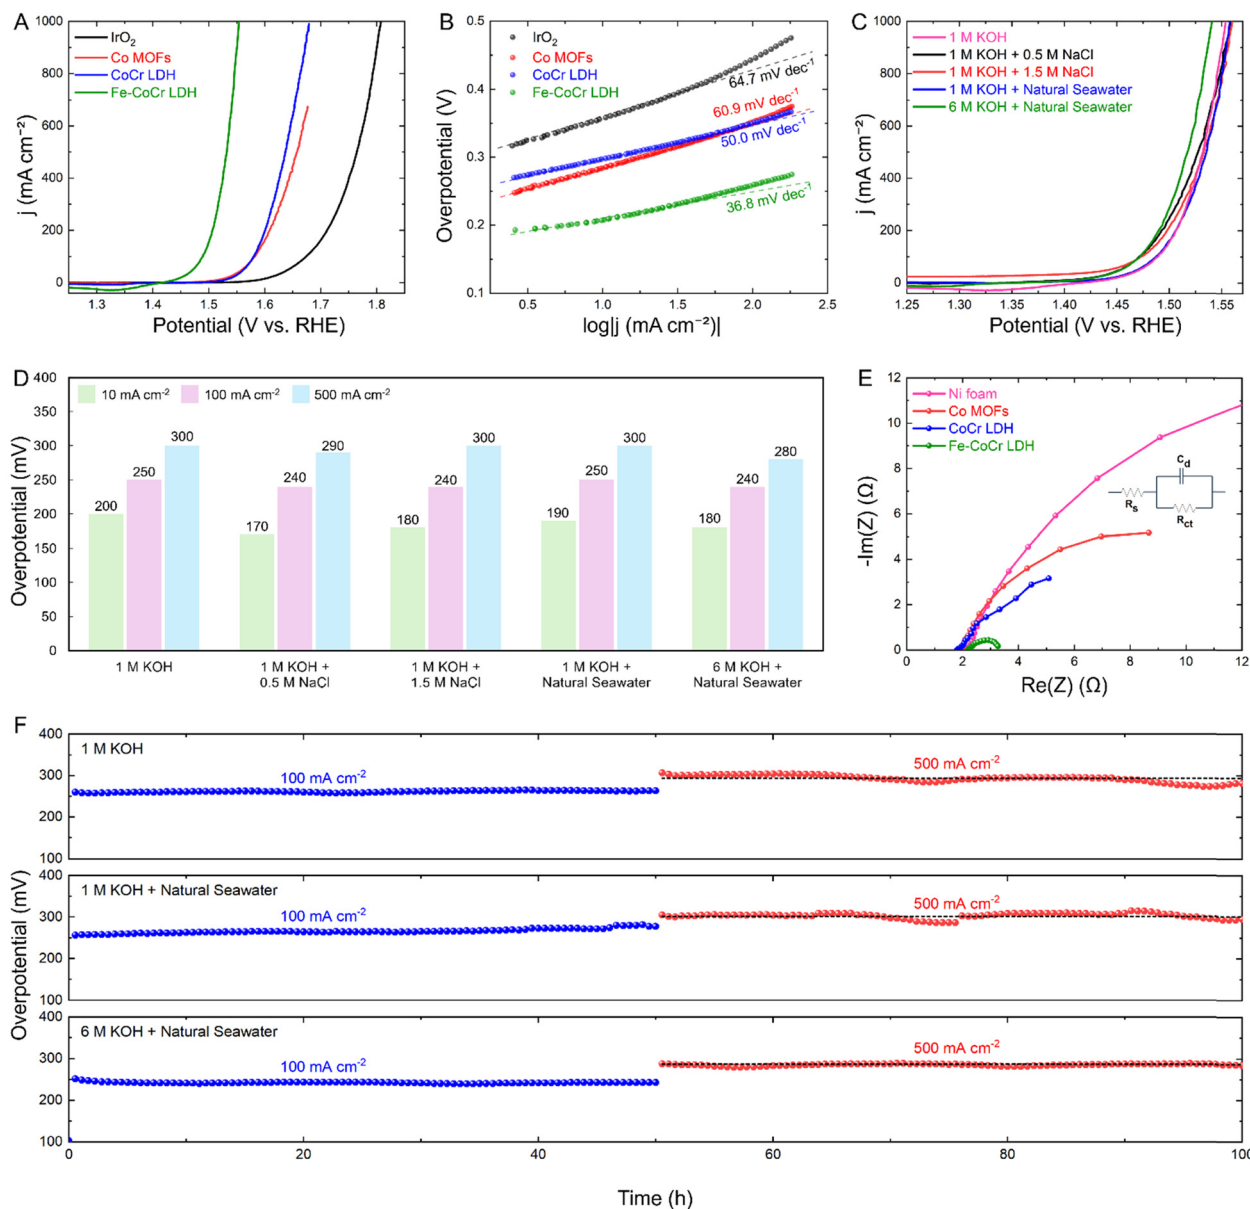 A
1000
800
600
400
200
0
j (mA cm⁻²)
IrO₂
Co MOFs
CoCr LDH
Fe-CoCr LDH
1.3 1.4 1.5 1.6 1.7 1.8
Potential (V vs. RHE)
B
0.5
0.4
0.3
0.2
0.1
Overpotential (V)
IrO₂
Co MOFs
CoCr LDH
Fe-CoCr LDH
64.7 mV dec⁻¹
60.9 mV dec⁻¹
50.0 mV dec⁻¹
36.8 mV dec⁻¹
0.5 1.0 1.5 2.0 2.5
log|j (mA cm⁻²)|
C
1000
800
600
400
200
0
j (mA cm⁻²)
1 M KOH
1 M KOH + 0.5 M NaCl
1 M KOH + 1.5 M NaCl
1 M KOH + Natural Seawater
6 M KOH + Natural Seawater
1.25 1.30 1.35 1.40 1.45 1.50 1.55
Potential (V vs. RHE)
D
400
350
300
250
200
150
100
50
0
Overpotential (mV)
10 mA cm⁻² 100 mA cm⁻² 500 mA cm⁻²
200 250 300
170 240 290
180 240 300
190 250 300
180 240 280
1 M KOH
1 M KOH +
0.5 M NaCl
1 M KOH +
1.5 M NaCl
1 M KOH +
Natural Seawater
6 M KOH +
Natural Seawater
E
12
10
8
6
4
2
0
-Im(Z) (Ω)
Ni foam
Co MOFs
CoCr LDH
Fe-CoCr LDH
Cd
Rs
Rct
0 2 4 6 8 10 12
Re(Z) (Ω)
F
Overpotential (mV)
400
300
200
100
1 M KOH
100 mA cm⁻²
500 mA cm⁻²
400
300
200
100
1 M KOH + Natural Seawater
100 mA cm⁻²
500 mA cm⁻²
400
300
200
100
6 M KOH + Natural Seawater
100 mA cm⁻²
500 mA cm⁻²
0 20 40 60 80 100
Time (h)